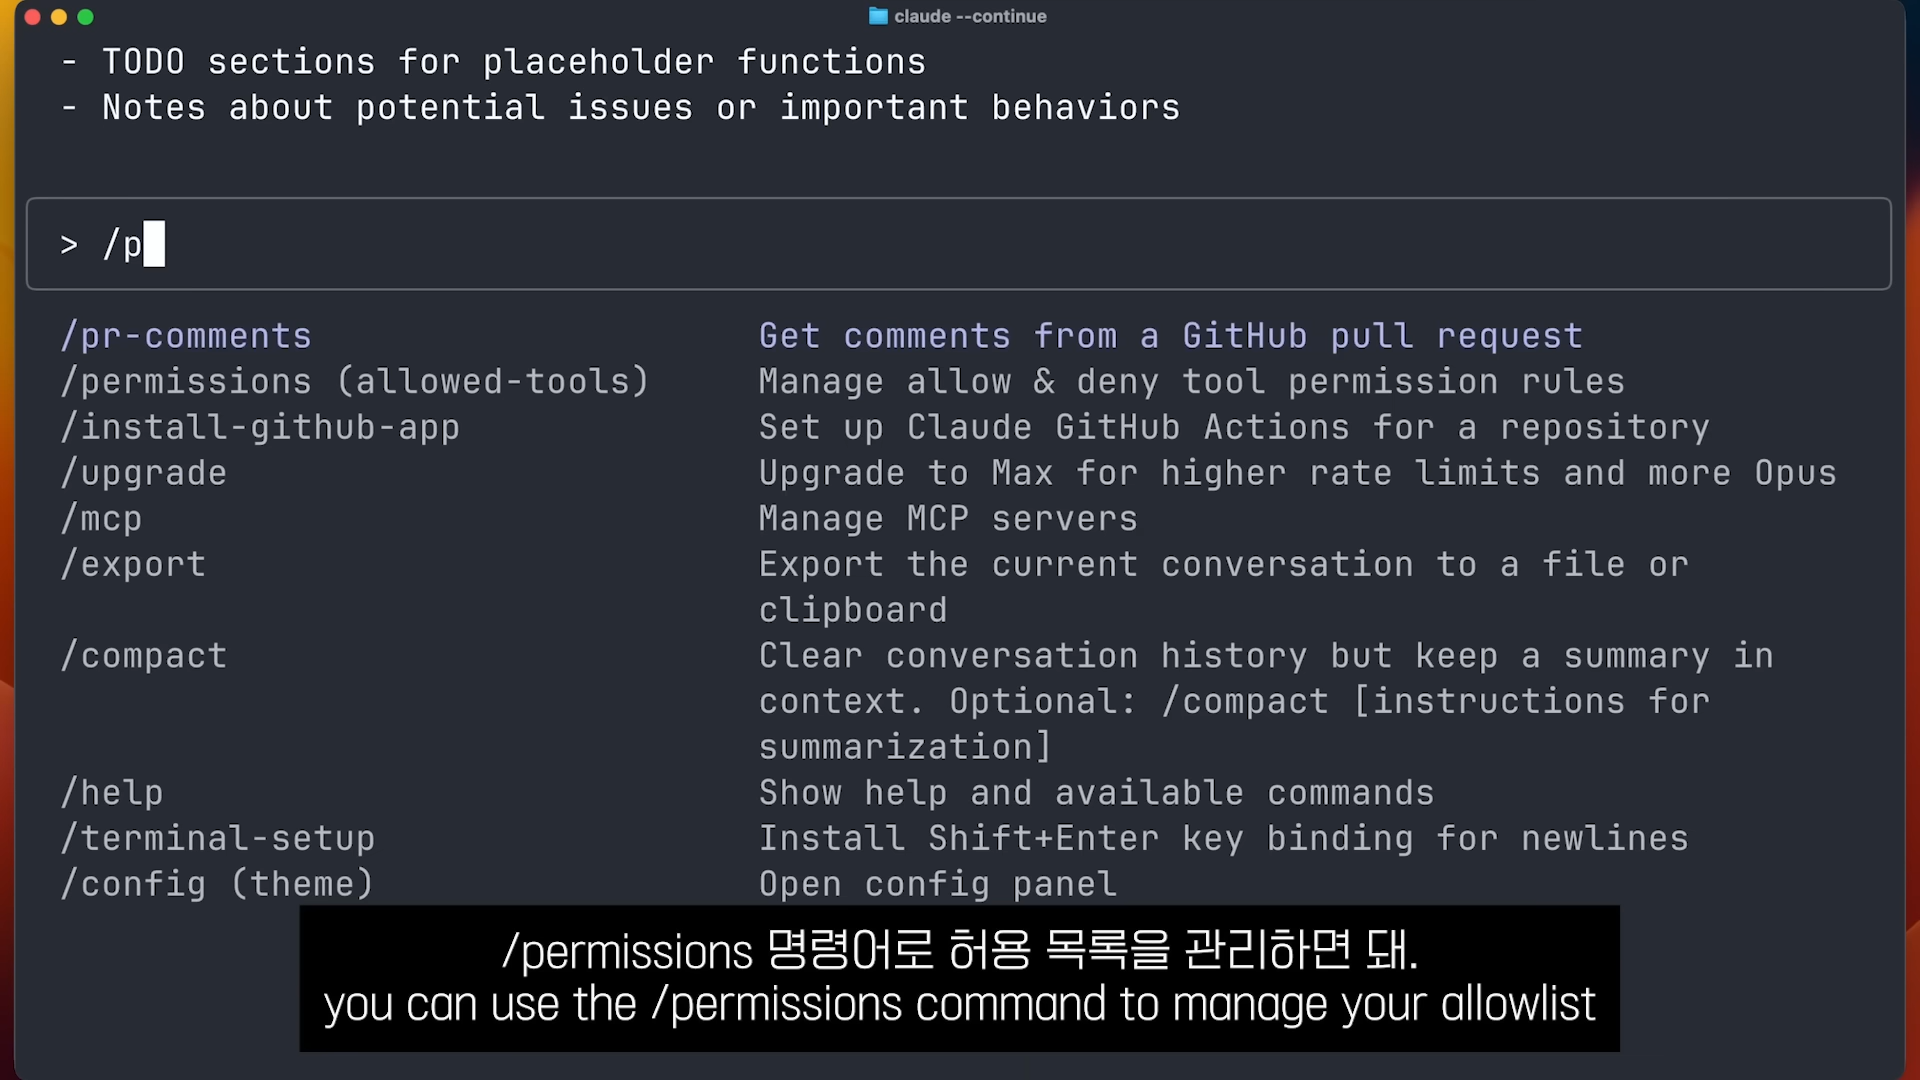 claude --continue
- TODO sections for placeholder functions
- Notes about potential issues or important behaviors
> /p
/pr-comments Get comments from a GitHub pull request
/permissions (allowed-tools) Manage allow & deny tool permission rules
/install-github-app Set up Claude GitHub Actions for a repository
/upgrade Upgrade to Max for higher rate limits and more Opus
/mcp Manage MCP servers
/export Export the current conversation to a file or
clipboard
/compact Clear conversation history but keep a summary in
context. Optional: /compact [instructions for
summarization]
/help Show help and available commands
/terminal-setup Install Shift+Enter key binding for newlines
/config (theme) Open config panel
/permissions 명령어로 허용 목록을 관리하면 돼.
you can use the /permissions command to manage your allowlist